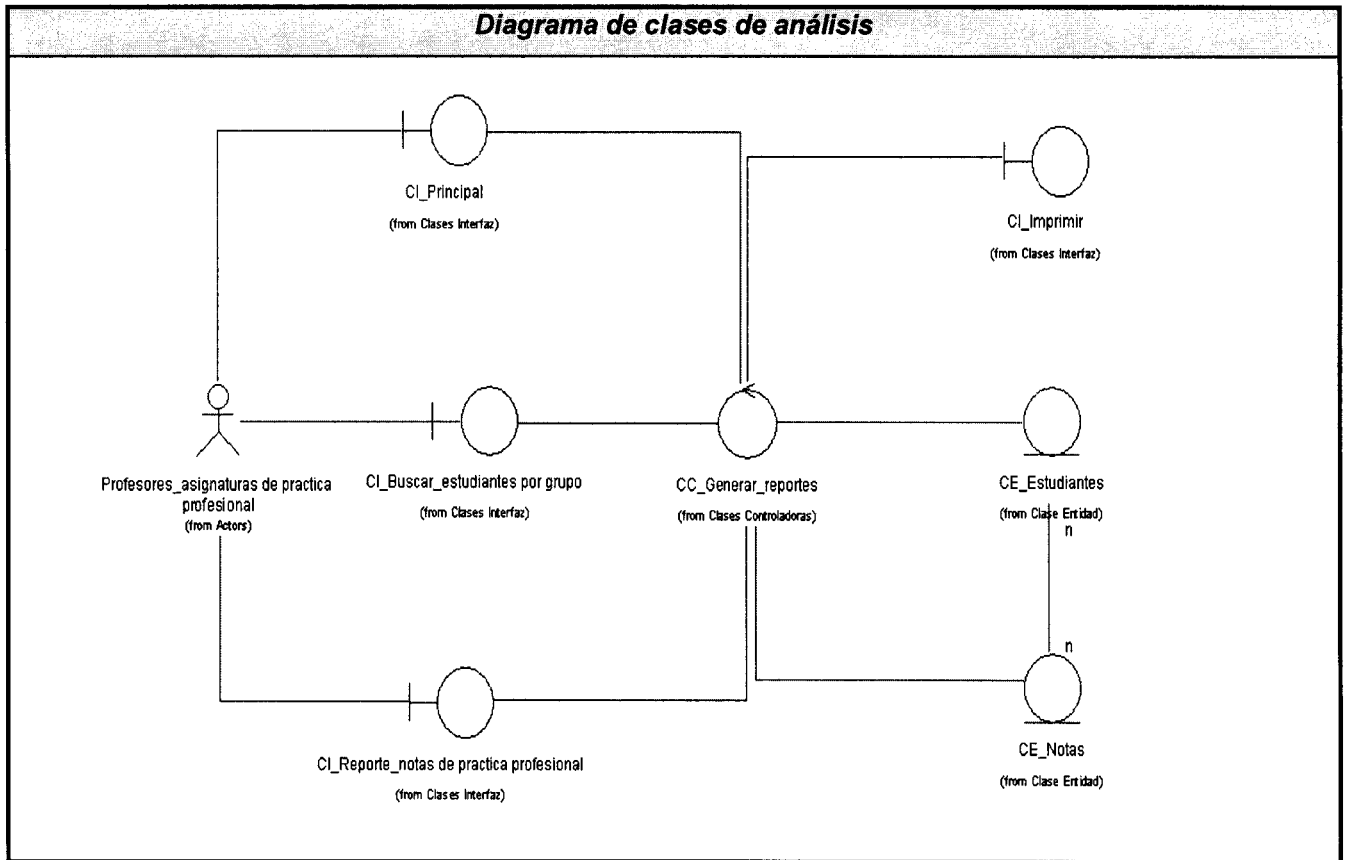 Diagrama de clases de análisis
CI_Principal
(from Clases Interfaz)
CI_Imprimir
(from Clases Interfaz)
Profesores_asignaturas de practica
profesional
(from Actors)
CI_Buscar_estudiantes por grupo
(from Clases Interfaz)
CC_Generar_reportes
(from Clases Controladoras)
CE_Estudiantes
(from Clase Entidad)
n
n
CI_Reporte_notas de practica profesional
(from Clases Interfaz)
CE_Notas
(from Clase Entidad)